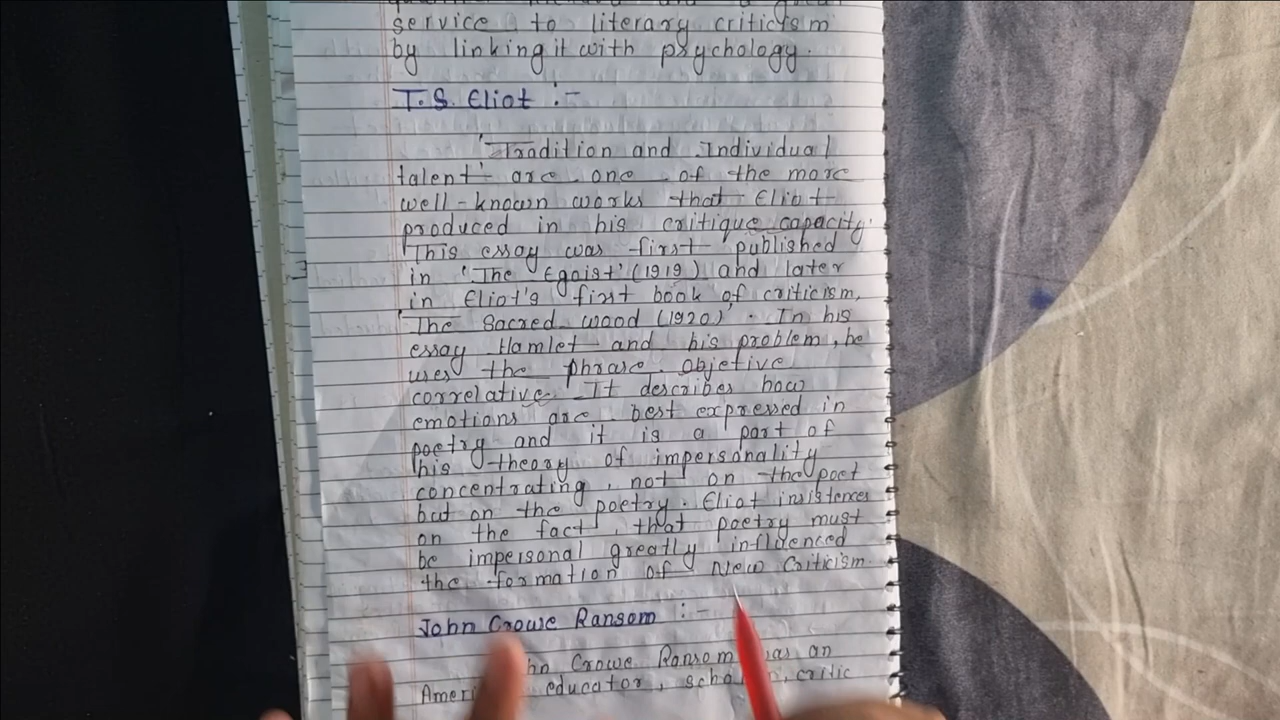 service to literary criticism
by linking it with psychology.
T. S. Eliot :-
'Tradition and Individual
talent' are one of the more
well-known works that Eliot
produced in his critique capacity.
This essay was first published
in 'The Egoist' (1919) and later
in Eliot's first book of criticism,
'The Sacred wood (1920)'. In his
essay Hamlet and his problem, he
uses the phrase objetive
correlative. It describes how
emotions are best expressed in
poetry and it is a part of
his theory of impersonality
concentrating, not on the poet
but on the poetry. Eliot insistences
on the fact, that poetry must
be impersonal greatly influenced
the formation of New Criticism
John Crowe Ransom :-
Crowe Ransom was an
educator, critic